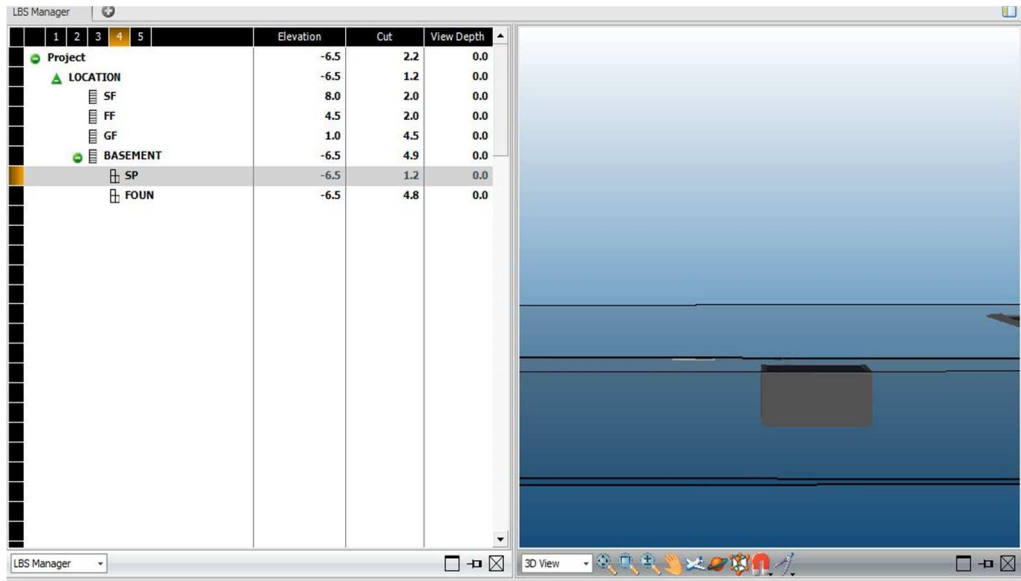 LBS Manager
1 2 3 4 5 Elevation Cut View Depth
Project -6.5 2.2 0.0
LOCATION -6.5 1.2 0.0
SF 8.0 2.0 0.0
FF 4.5 2.0 0.0
GF 1.0 4.5 0.0
BASEMENT -6.5 4.9 0.0
SP -6.5 1.2 0.0
FOUN -6.5 4.8 0.0
LBS Manager 3D View